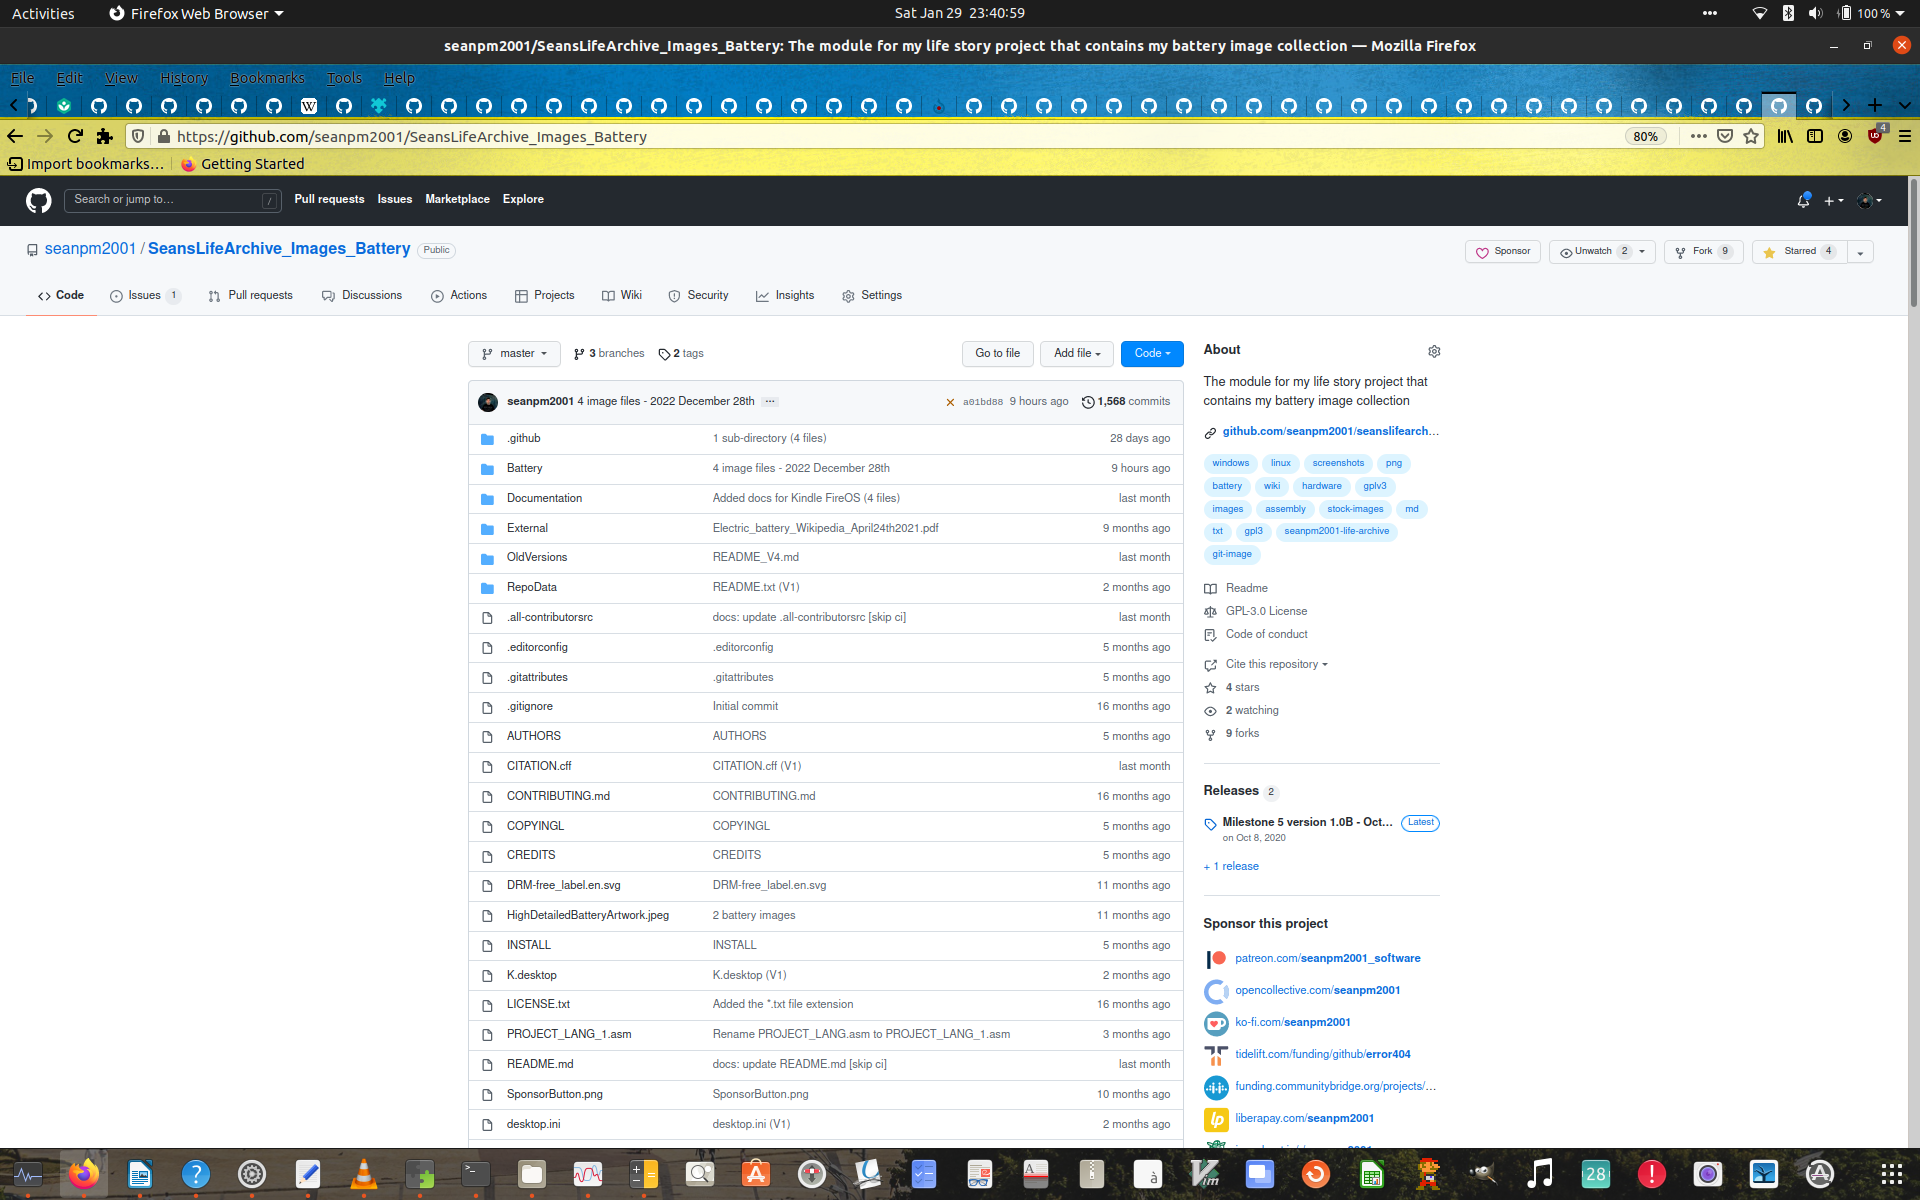 Activities Firefox Web Browser Sat Jan 29 23:40:59 100 %
seanpm2001/SeansLifeArchive_Images_Battery: The module for my life story project that contains my battery image collection — Mozilla Firefox
File Edit View History Bookmarks Tools Help
https://github.com/seanpm2001/SeansLifeArchive_Images_Battery 80% 4
Import bookmarks… Getting Started
Search or jump to… / Pull requests Issues Marketplace Explore
seanpm2001 / SeansLifeArchive_Images_Battery Public Sponsor Unwatch 2 Fork 9 Starred 4
Code Issues 1 Pull requests Discussions Actions Projects Wiki Security Insights Settings
master 3 branches 2 tags Go to file Add file Code
seanpm2001 4 image files - 2022 December 28th ... a01bd88 9 hours ago 1,568 commits
.github 1 sub-directory (4 files) 28 days ago
Battery 4 image files - 2022 December 28th 9 hours ago
Documentation Added docs for Kindle FireOS (4 files) last month
External Electric_battery_Wikipedia_April24th2021.pdf 9 months ago
OldVersions README_V4.md last month
RepoData README.txt (V1) 2 months ago
.all-contributorsrc docs: update .all-contributorsrc [skip ci] last month
.editorconfig .editorconfig 5 months ago
.gitattributes .gitattributes 5 months ago
.gitignore Initial commit 16 months ago
AUTHORS AUTHORS 5 months ago
CITATION.cff CITATION.cff (V1) last month
CONTRIBUTING.md CONTRIBUTING.md 16 months ago
COPYINGL COPYINGL 5 months ago
CREDITS CREDITS 5 months ago
DRM-free_label.en.svg DRM-free_label.en.svg 11 months ago
HighDetailedBatteryArtwork.jpeg 2 battery images 11 months ago
INSTALL INSTALL 5 months ago
K.desktop K.desktop (V1) 2 months ago
LICENSE.txt Added the *.txt file extension 16 months ago
PROJECT_LANG_1.asm Rename PROJECT_LANG.asm to PROJECT_LANG_1.asm 3 months ago
README.md docs: update README.md [skip ci] last month
SponsorButton.png SponsorButton.png 10 months ago
desktop.ini desktop.ini (V1) 2 months ago
About
The module for my life story project that
contains my battery image collection
github.com/seanpm2001/seanslifearch…
windows linux screenshots png
battery wiki hardware gplv3
images assembly stock-images md
txt gpl3 seanpm2001-life-archive
git-image
Readme
GPL-3.0 License
Code of conduct
Cite this repository
4 stars
2 watching
9 forks
Releases 2
Milestone 5 version 1.0B - Oct… Latest
on Oct 8, 2020
+ 1 release
Sponsor this project
patreon.com/seanpm2001_software
opencollective.com/seanpm2001
ko-fi.com/seanpm2001
tidelift.com/funding/github/error404
funding.communitybridge.org/projects/…
liberapay.com/seanpm2001
28